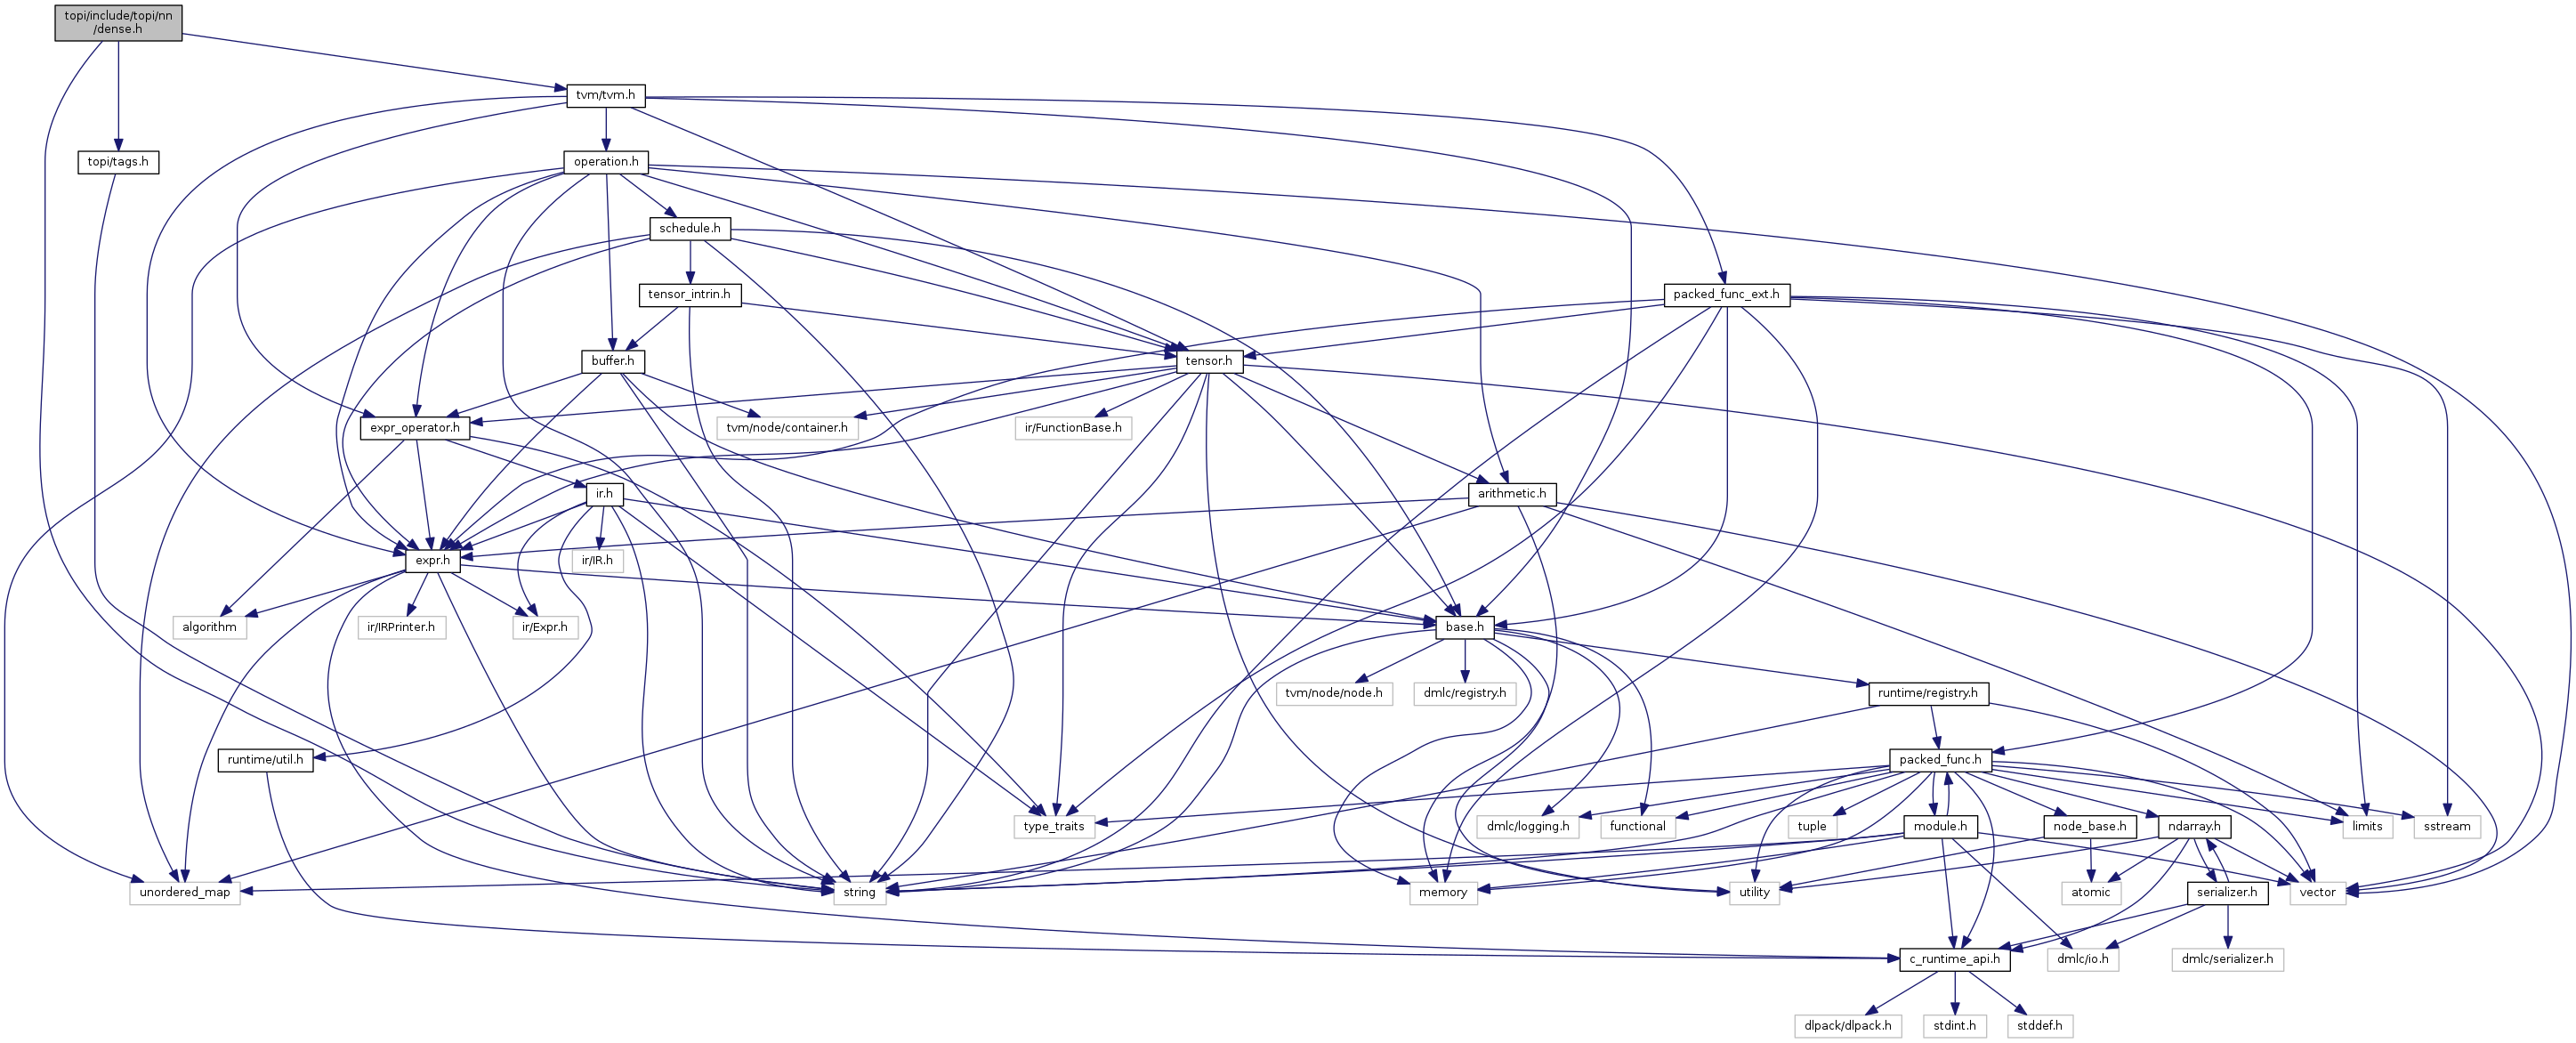 topi/include/topi/nn
/dense.h
tvm/tvm.h
topi/tags.h
operation.h
schedule.h
tensor_intrin.h
packed_func_ext.h
buffer.h
tensor.h
expr_operator.h
tvm/node/container.h
ir/FunctionBase.h
ir.h
arithmetic.h
expr.h
ir/IR.h
algorithm
ir/IRPrinter.h
ir/Expr.h
base.h
tvm/node/node.h
dmlc/registry.h
runtime/registry.h
runtime/util.h
packed_func.h
type_traits
dmlc/logging.h
functional
tuple
module.h
node_base.h
ndarray.h
limits
sstream
unordered_map
string
memory
utility
atomic
serializer.h
vector
c_runtime_api.h
dmlc/io.h
dmlc/serializer.h
dlpack/dlpack.h
stdint.h
stddef.h